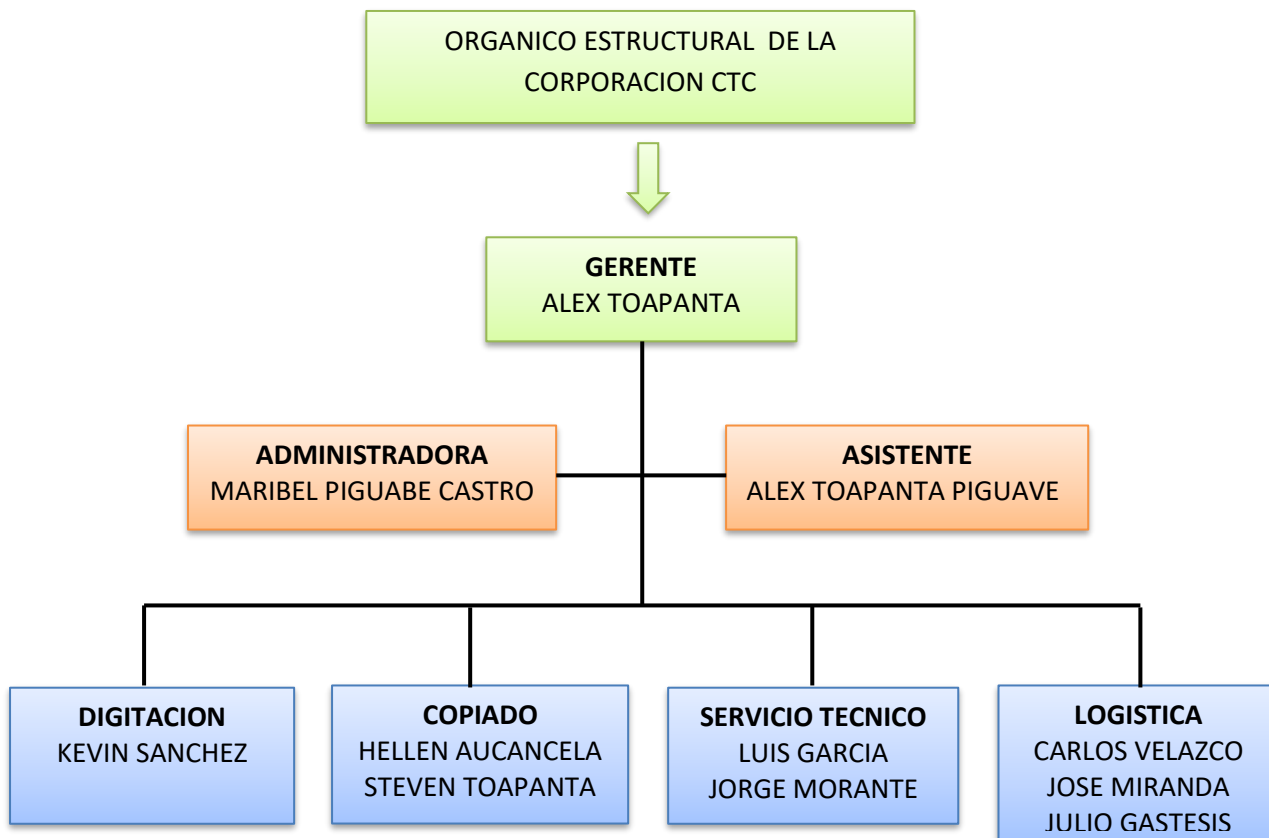 ORGANICO ESTRUCTURAL DE LA
CORPORACION CTC
GERENTE
ALEX TOAPANTA
ADMINISTRADORA
MARIBEL PIGUABE CASTRO
ASISTENTE
ALEX TOAPANTA PIGUAVE
DIGITACION
KEVIN SANCHEZ
COPIADO
HELLEN AUCANCELA
STEVEN TOAPANTA
SERVICIO TECNICO
LUIS GARCIA
JORGE MORANTE
LOGISTICA
CARLOS VELAZCO
JOSE MIRANDA
JULIO GASTESIS